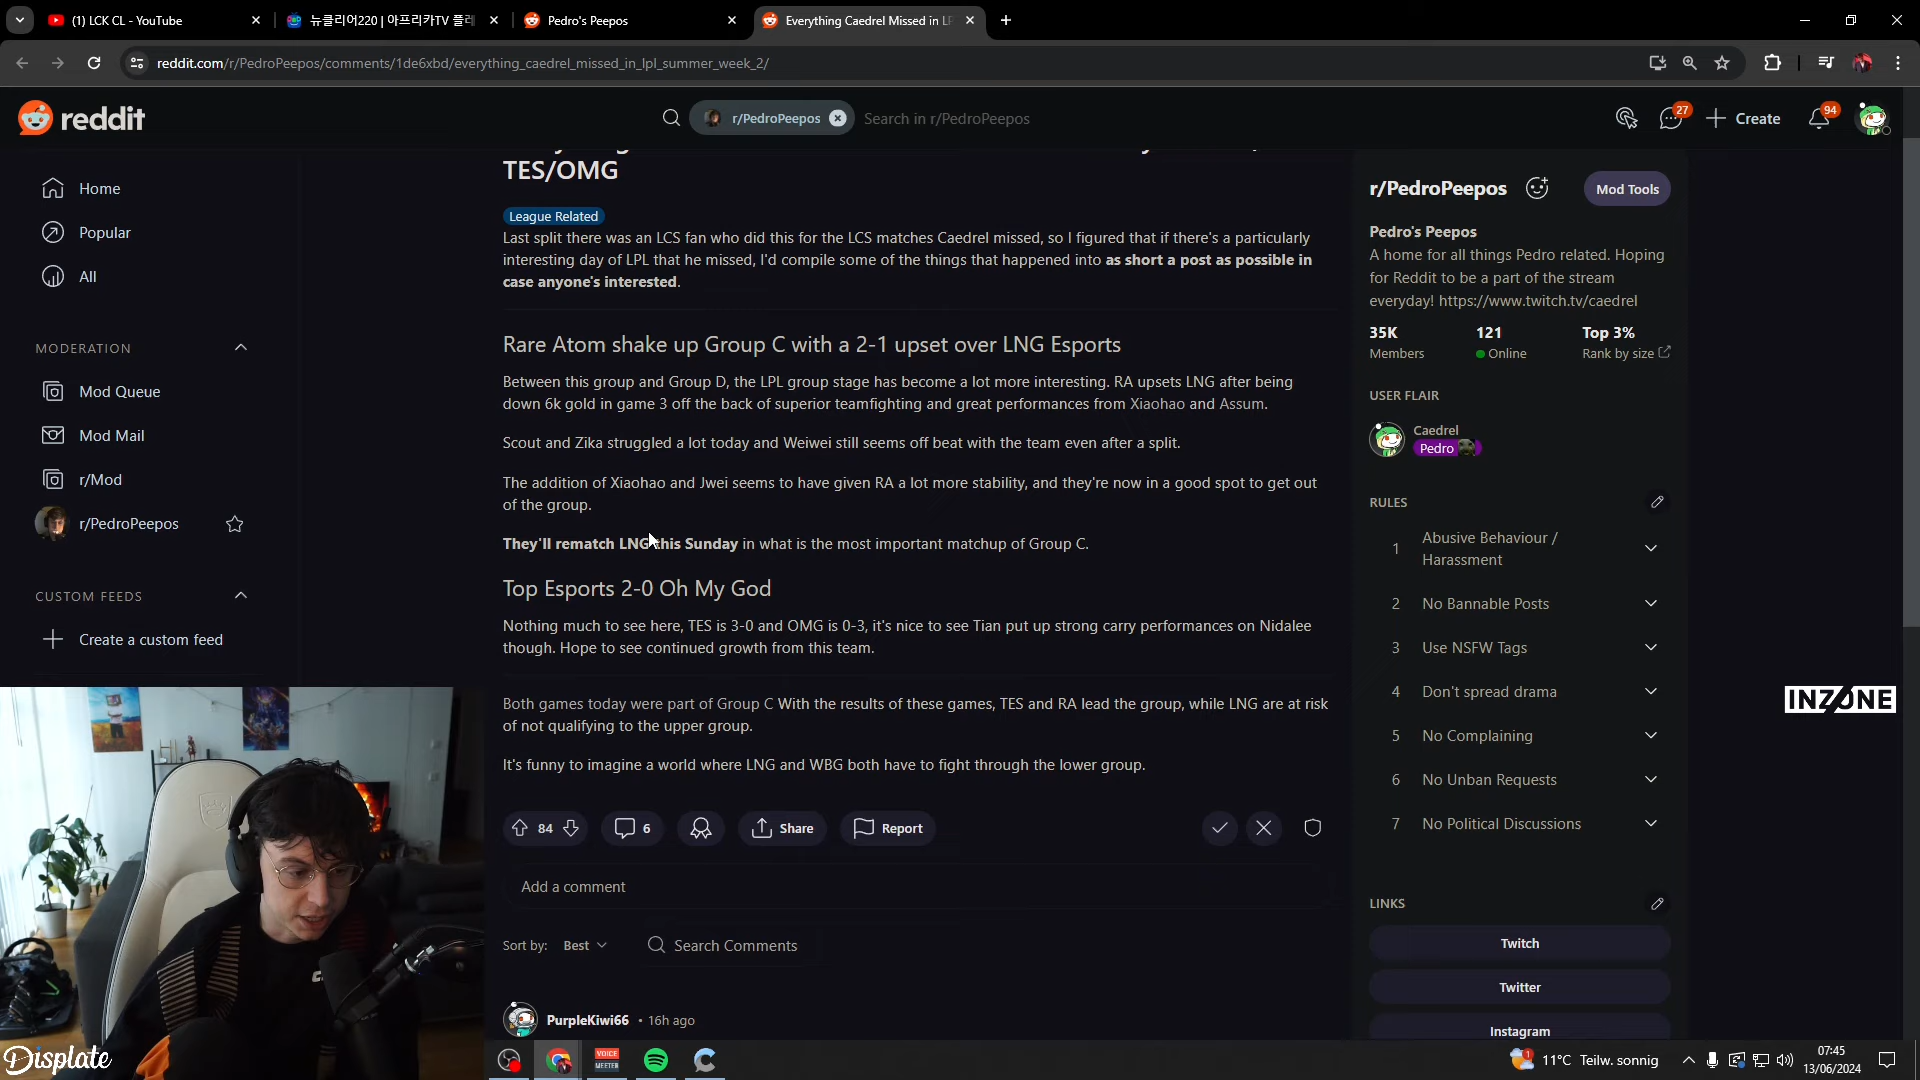 (1) LCK CL - YouTube
뉴클리어220 | 아프리카TV 플레
Pedro's Peepos
Everything Caedrel Missed in LP
reddit.com/r/PedroPeepos/comments/1de6xbd/everything_caedrel_missed_in_lpl_summer_week_2/
reddit
r/PedroPeepos
Search in r/PedroPeepos
27
Create
94
Home
Popular
All
MODERATION
Mod Queue
Mod Mail
r/Mod
r/PedroPeepos
CUSTOM FEEDS
Create a custom feed
TES/OMG
League Related
Last split there was an LCS fan who did this for the LCS matches Caedrel missed, so I figured that if there's a particularly
interesting day of LPL that he missed, I'd compile some of the things that happened into as short a post as possible in
case anyone's interested.
Rare Atom shake up Group C with a 2-1 upset over LNG Esports
Between this group and Group D, the LPL group stage has become a lot more interesting. RA upsets LNG after being
down 6k gold in game 3 off the back of superior teamfighting and great performances from Xiaohao and Assum.
Scout and Zika struggled a lot today and Weiwei still seems off beat with the team even after a split.
The addition of Xiaohao and Jwei seems to have given RA a lot more stability, and they're now in a good spot to get out
of the group.
They'll rematch LNG this Sunday in what is the most important matchup of Group C.
Top Esports 2-0 Oh My God
Nothing much to see here, TES is 3-0 and OMG is 0-3, it's nice to see Tian put up strong carry performances on Nidalee
though. Hope to see continued growth from this team.
Both games today were part of Group C With the results of these games, TES and RA lead the group, while LNG are at risk
of not qualifying to the upper group.
It's funny to imagine a world where LNG and WBG both have to fight through the lower group.
84
6
Share
Report
Add a comment
Sort by: Best
Search Comments
PurpleKiwi66 • 16h ago
r/PedroPeepos
Mod Tools
Pedro's Peepos
A home for all things Pedro related. Hoping
for Reddit to be a part of the stream
everyday! https://www.twitch.tv/caedrel
35K 121 Top 3%
Members Online Rank by size
USER FLAIR
Caedrel
Pedro
RULES
1 Abusive Behaviour /
Harassment
2 No Bannable Posts
3 Use NSFW Tags
4 Don't spread drama
5 No Complaining
6 No Unban Requests
7 No Political Discussions
LINKS
Twitch
Twitter
Instagram
INZONE
Displate
VOICE
MEETER
1
11°C Teilw. sonnig
07:45
13/06/2024